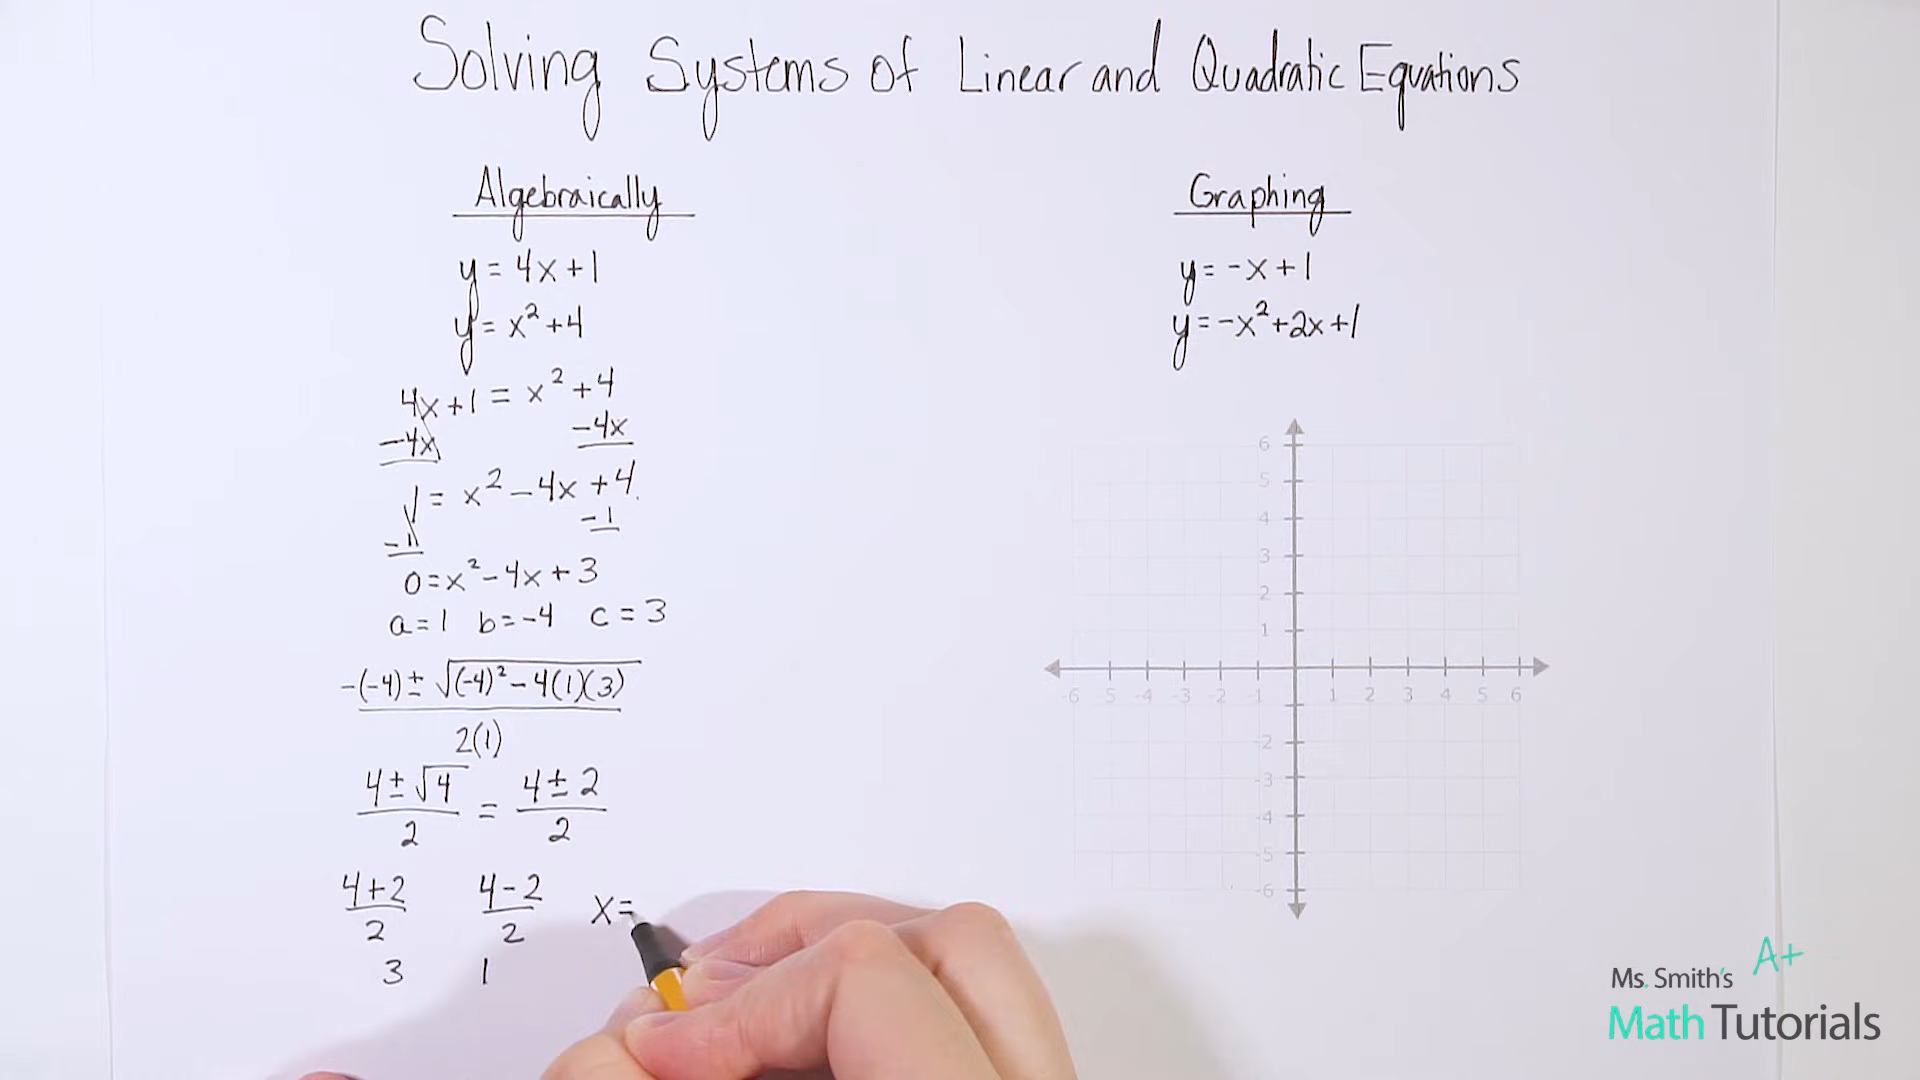 Solving Systems of Linear and Quadratic Equations
Algebraically
y = 4x + 1
y = x² + 4
4x + 1 = x² + 4
-4x -4x
1 = x² - 4x + 4
-1 -1
0 = x² - 4x + 3
a = 1 b = -4 c = 3
-(-4) ± √(-4)² - 4(1)(3)
2(1)
4 ± √4 = 4 ± 2
2 2
4+2 4-2 x=
2 2
3 1
Graphing
y = -x + 1
y = -x² + 2x + 1
6
5
4
3
2
1
-6 5 -4 -3 -2 -1 1 2 3 4 5 6
-2
-3
-4
-5
-6
Ms. Smith's A+
Math Tutorials